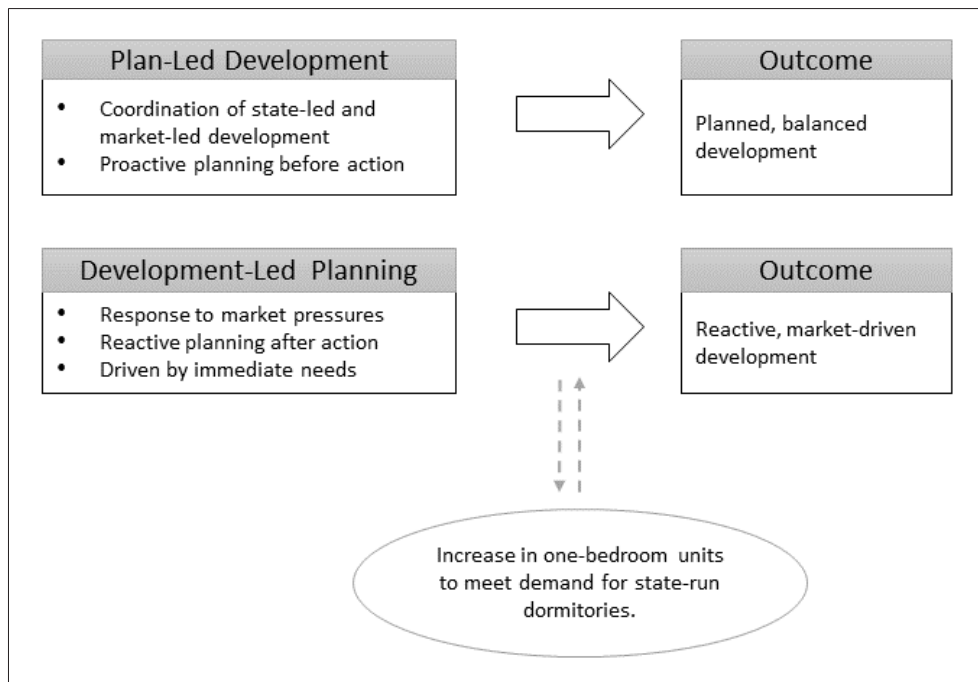 Plan-Led Development
• Coordination of state-led and
market-led development
• Proactive planning before action
Outcome
Planned, balanced
development
Development-Led Planning
• Response to market pressures
• Reactive planning after action
• Driven by immediate needs
Outcome
Reactive, market-driven
development
Increase in one-bedroom units
to meet demand for state-run
dormitories.